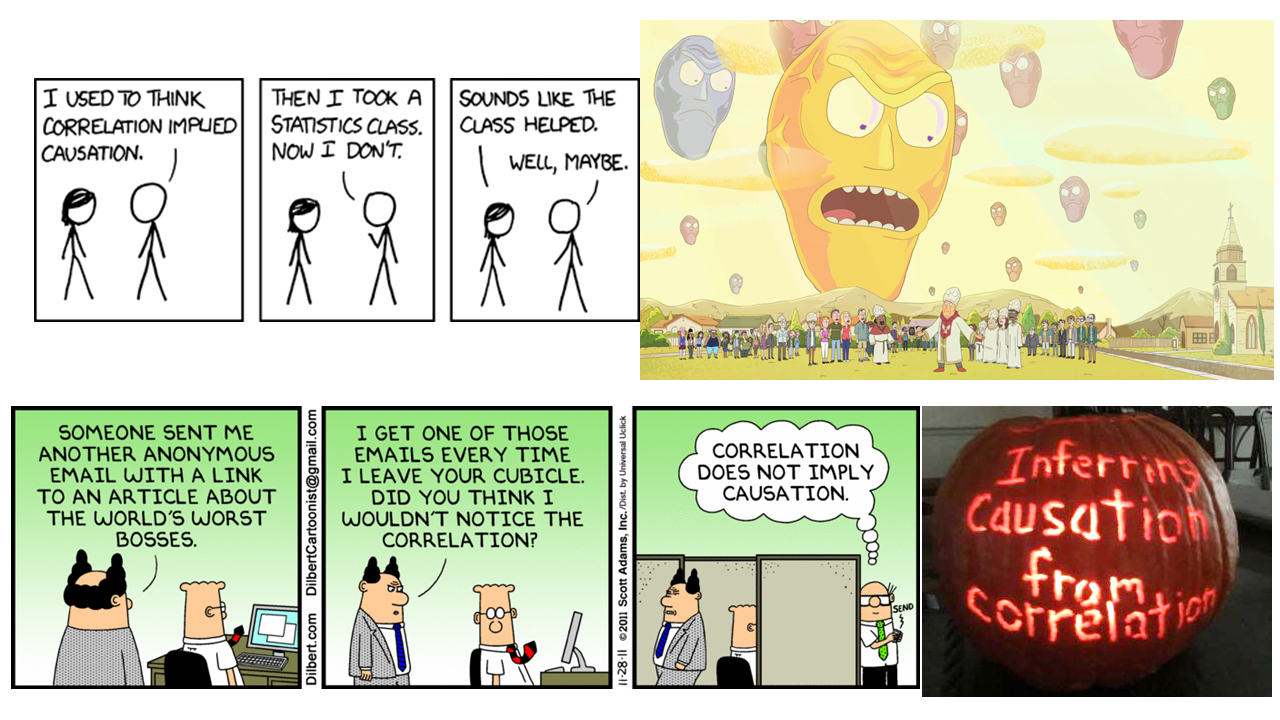 I USED TO THINK
CORRELATION IMPLIED
CAUSATION.
THEN I TOOK A
STATISTICS CLASS.
NOW I DON'T.
SOUNDS LIKE THE
CLASS HELPED.
WELL, MAYBE.
SOMEONE SENT ME
ANOTHER ANONYMOUS
EMAIL WITH A LINK
TO AN ARTICLE ABOUT
THE WORLD'S WORST
BOSSES.
Dilbert.com DilbertCartoonist@gmail.com
I GET ONE OF THOSE
EMAILS EVERY TIME
I LEAVE YOUR CUBICLE.
DID YOU THINK I
WOULDN'T NOTICE THE
CORRELATION?
11-28-11 © 2011 Scott Adams, Inc./Dist. by Universal Uclick
CORRELATION
DOES NOT IMPLY
CAUSATION.
SEND
Inferring
Causation
from
correlation